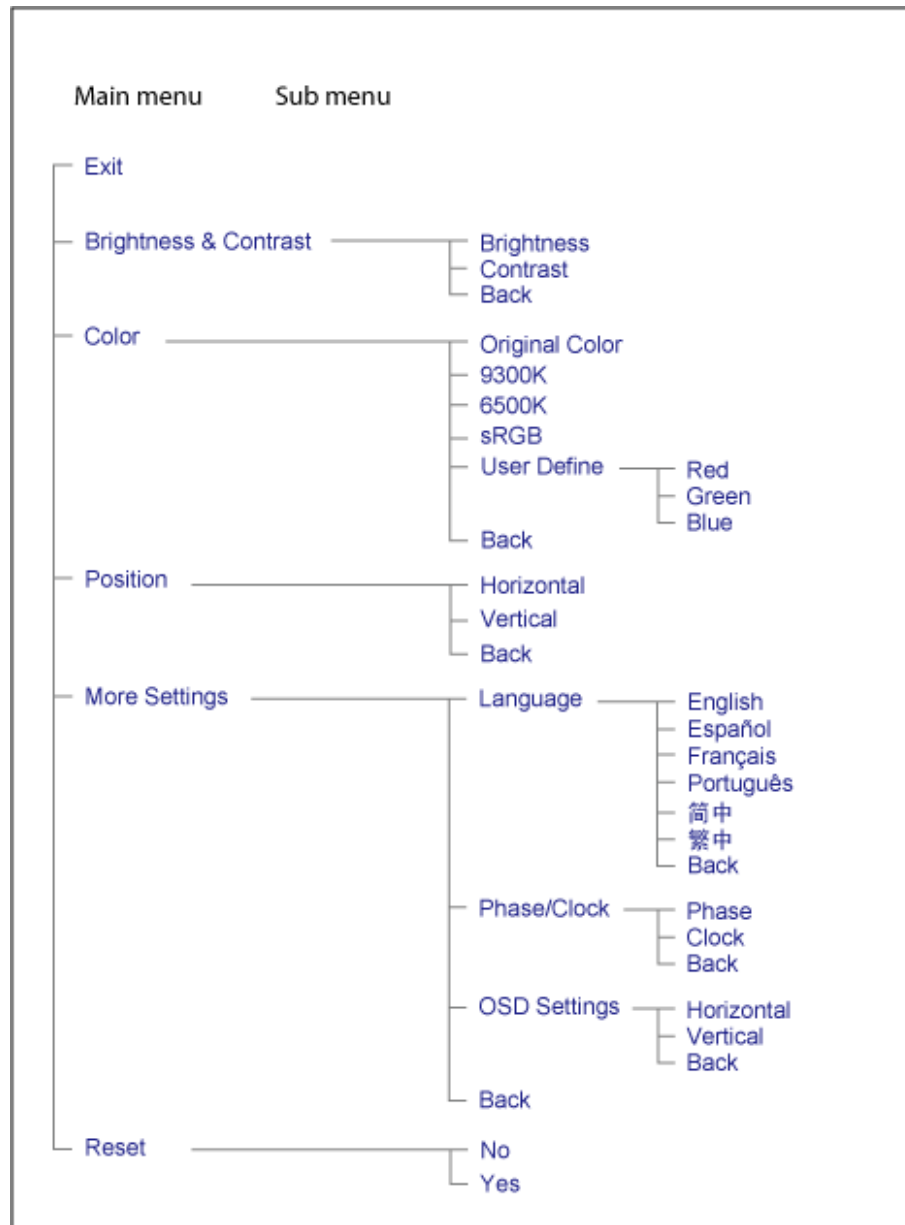 Main menu Sub menu
Exit
Brightness & Contrast Brightness
Contrast
Back
Color Original Color
9300K
6500K
sRGB
User Define Red
Green
Blue
Back
Position Horizontal
Vertical
Back
More Settings Language English
Español
Français
Português
简中
繁中
Back
Phase/Clock Phase
Clock
Back
OSD Settings Horizontal
Vertical
Back
Back
Reset No
Yes